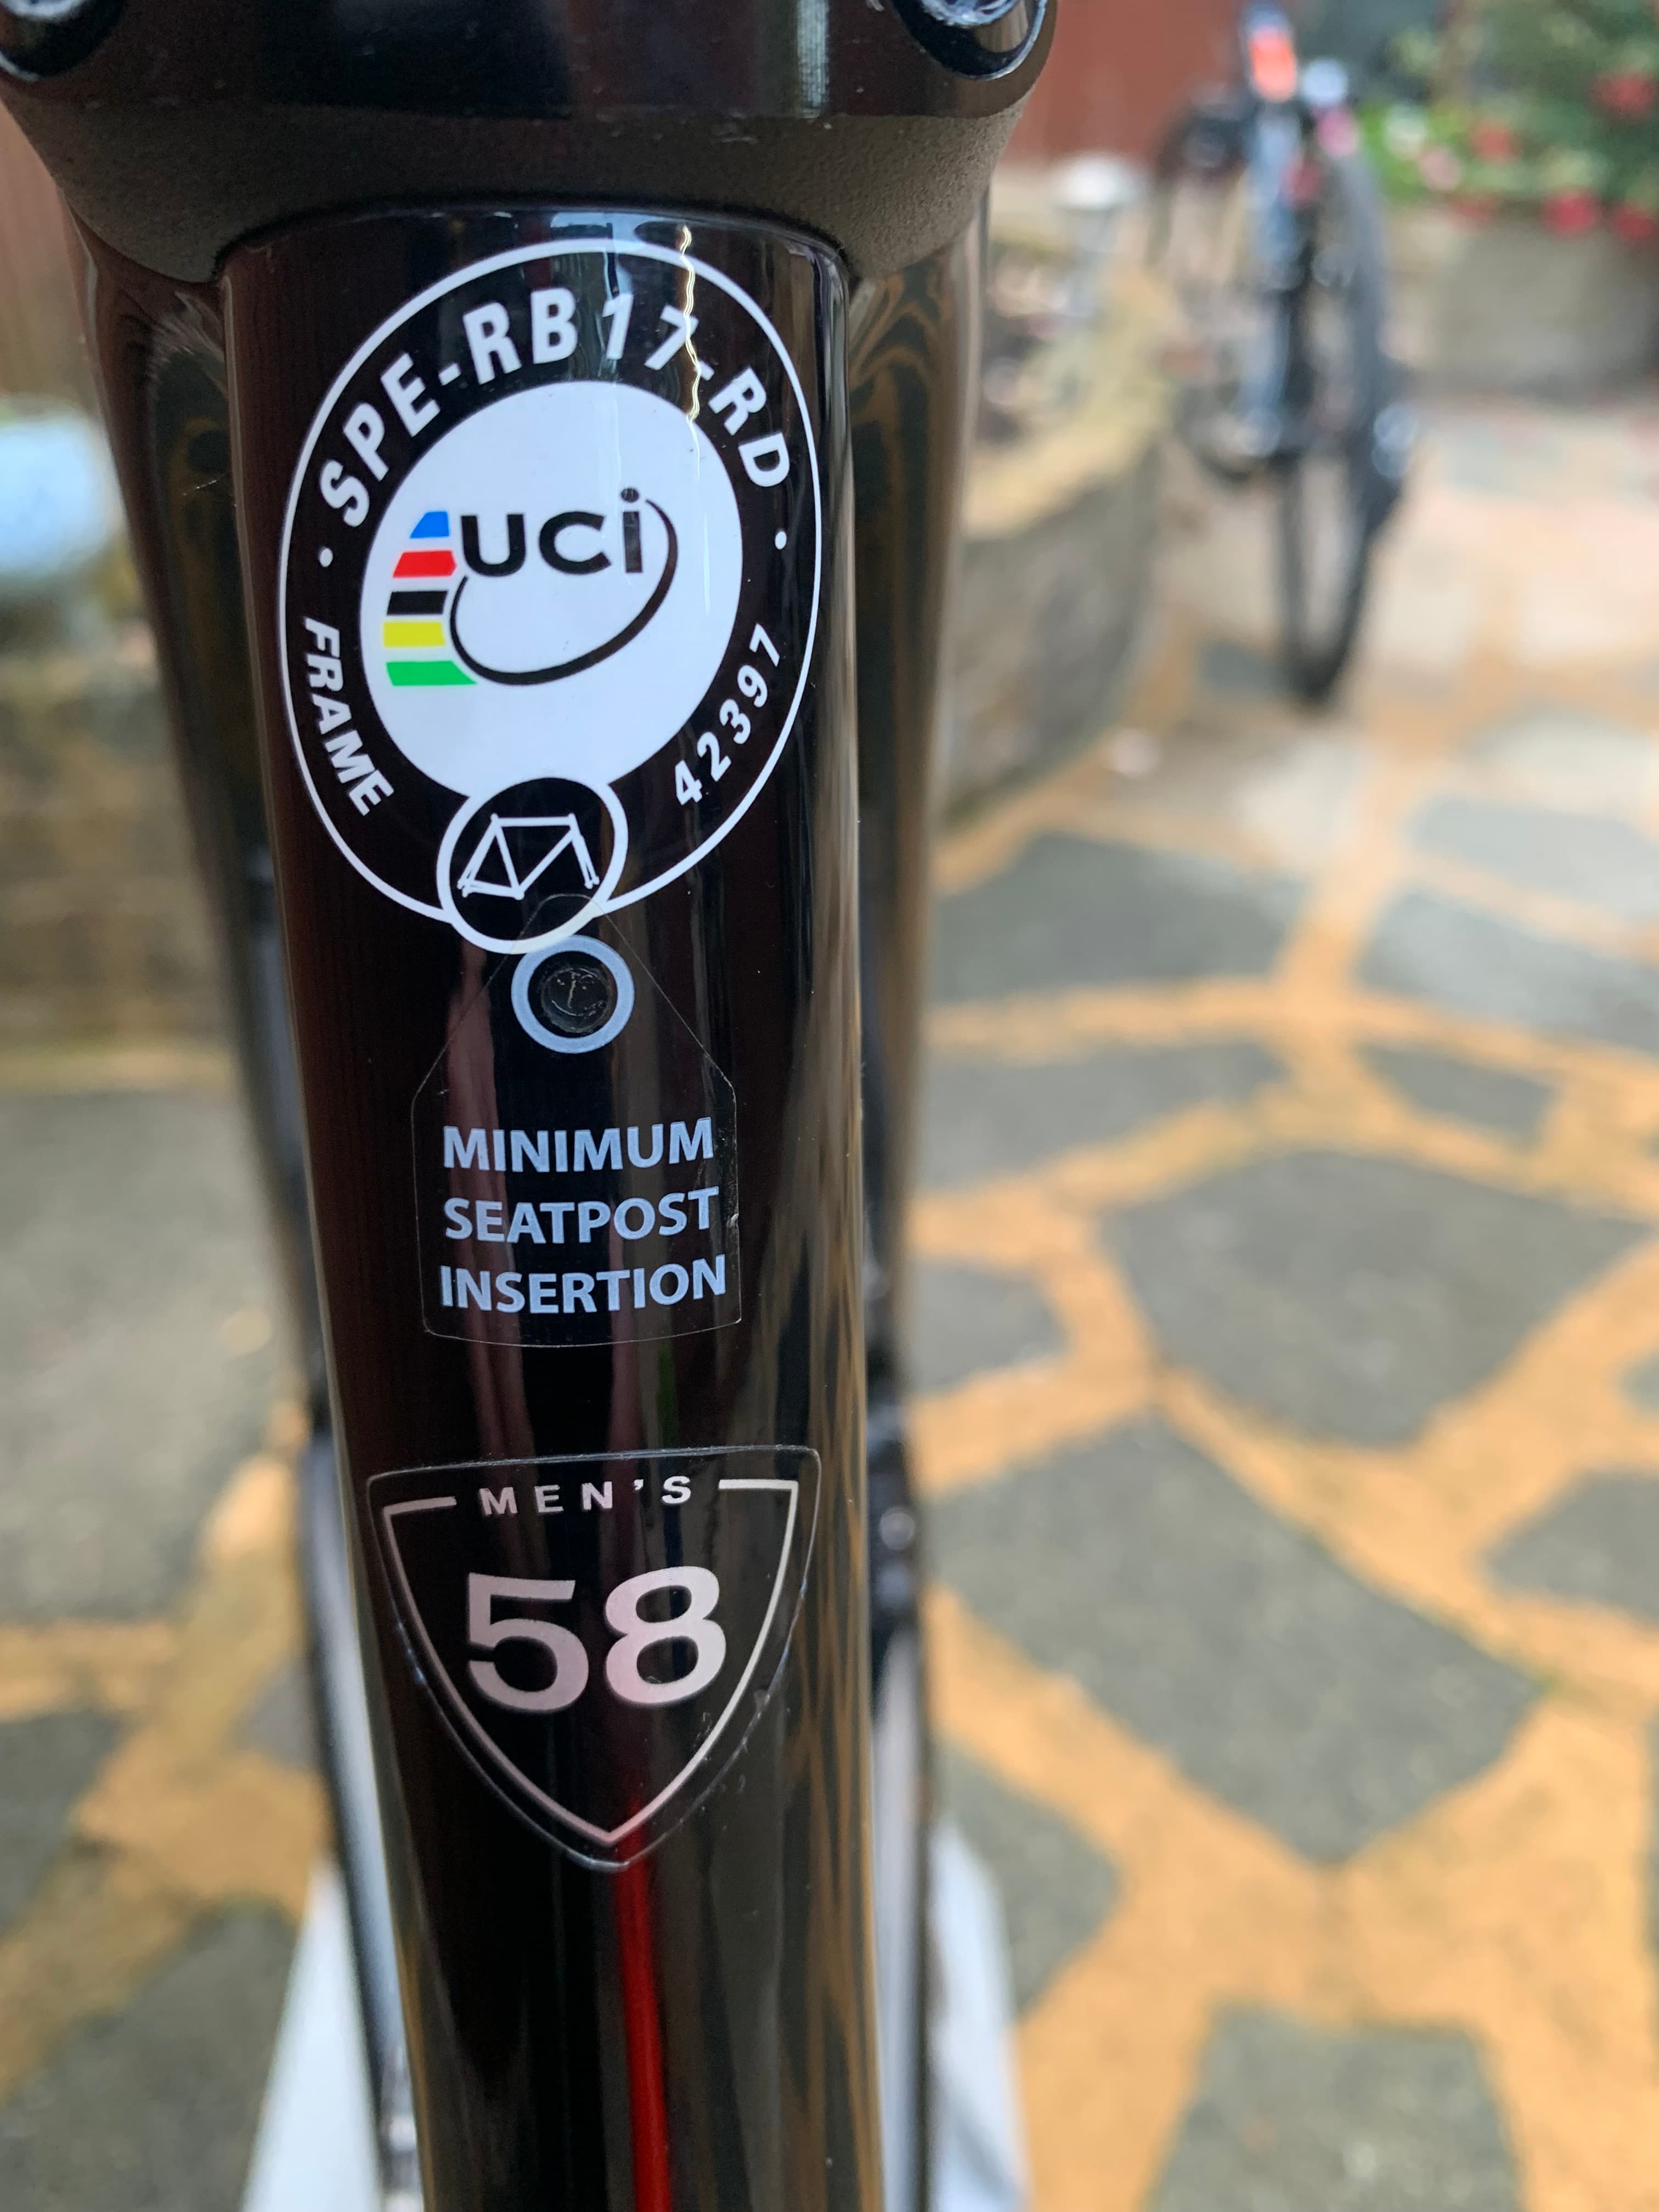 · SPE-RB17-RD ·
uci
FRAME
42397
MINIMUM
SEATPOST
INSERTION
MEN'S
58